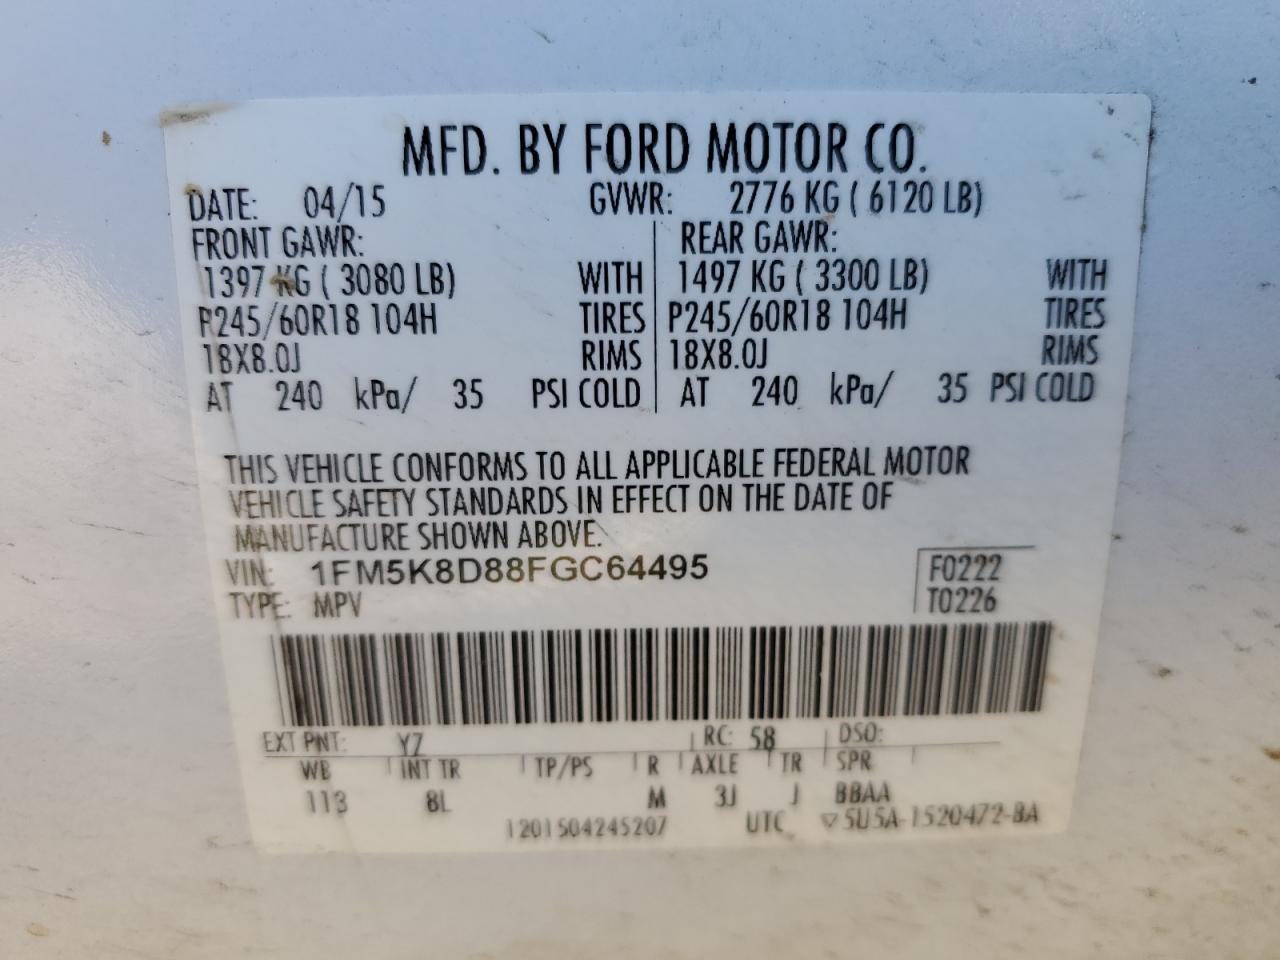 MFD. BY FORD MOTOR CO.
DATE: 04/15 GVWR: 2776 KG ( 6120 LB)
FRONT GAWR: REAR GAWR:
1397 KG ( 3080 LB) WITH 1497 KG ( 3300 LB) WITH
P245/60R18 104H TIRES P245/60R18 104H TIRES
18X8.0J RIMS 18X8.0J RIMS
AT 240 kPa/ 35 PSI COLD AT 240 kPa/ 35 PSI COLD
THIS VEHICLE CONFORMS TO ALL APPLICABLE FEDERAL MOTOR
VEHICLE SAFETY STANDARDS IN EFFECT ON THE DATE OF
MANUFACTURE SHOWN ABOVE.
VIN: 1FM5K8D88FGC64495 F0222
TYPE: MPV T0226
EXT PNT: YZ RC: 58 DSO:
WB INT TR TP/PS R AXLE TR SPR
113 8L M 3J J BBAA
1201504245207 UTC ▽5U5A-1520472-BA